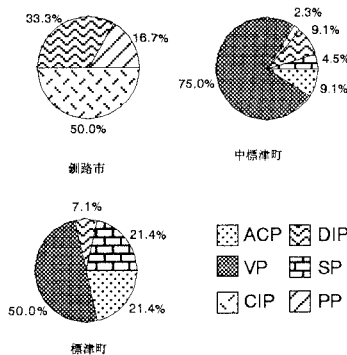 33.3%
16.7%
50.0%
釧路市
2.3%
9.1%
4.5%
75.0%
9.1%
中標津町
7.1%
21.4%
50.0%
21.4%
標津町
ACP DIP
VP SP
CIP PP